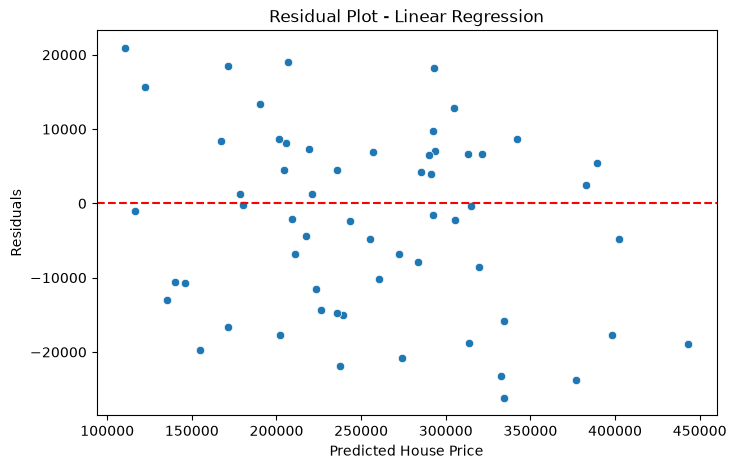 Residual Plot - Linear Regression
20000
10000
0
−10000
−20000
Residuals
100000 150000 200000 250000 300000 350000 400000 450000
Predicted House Price